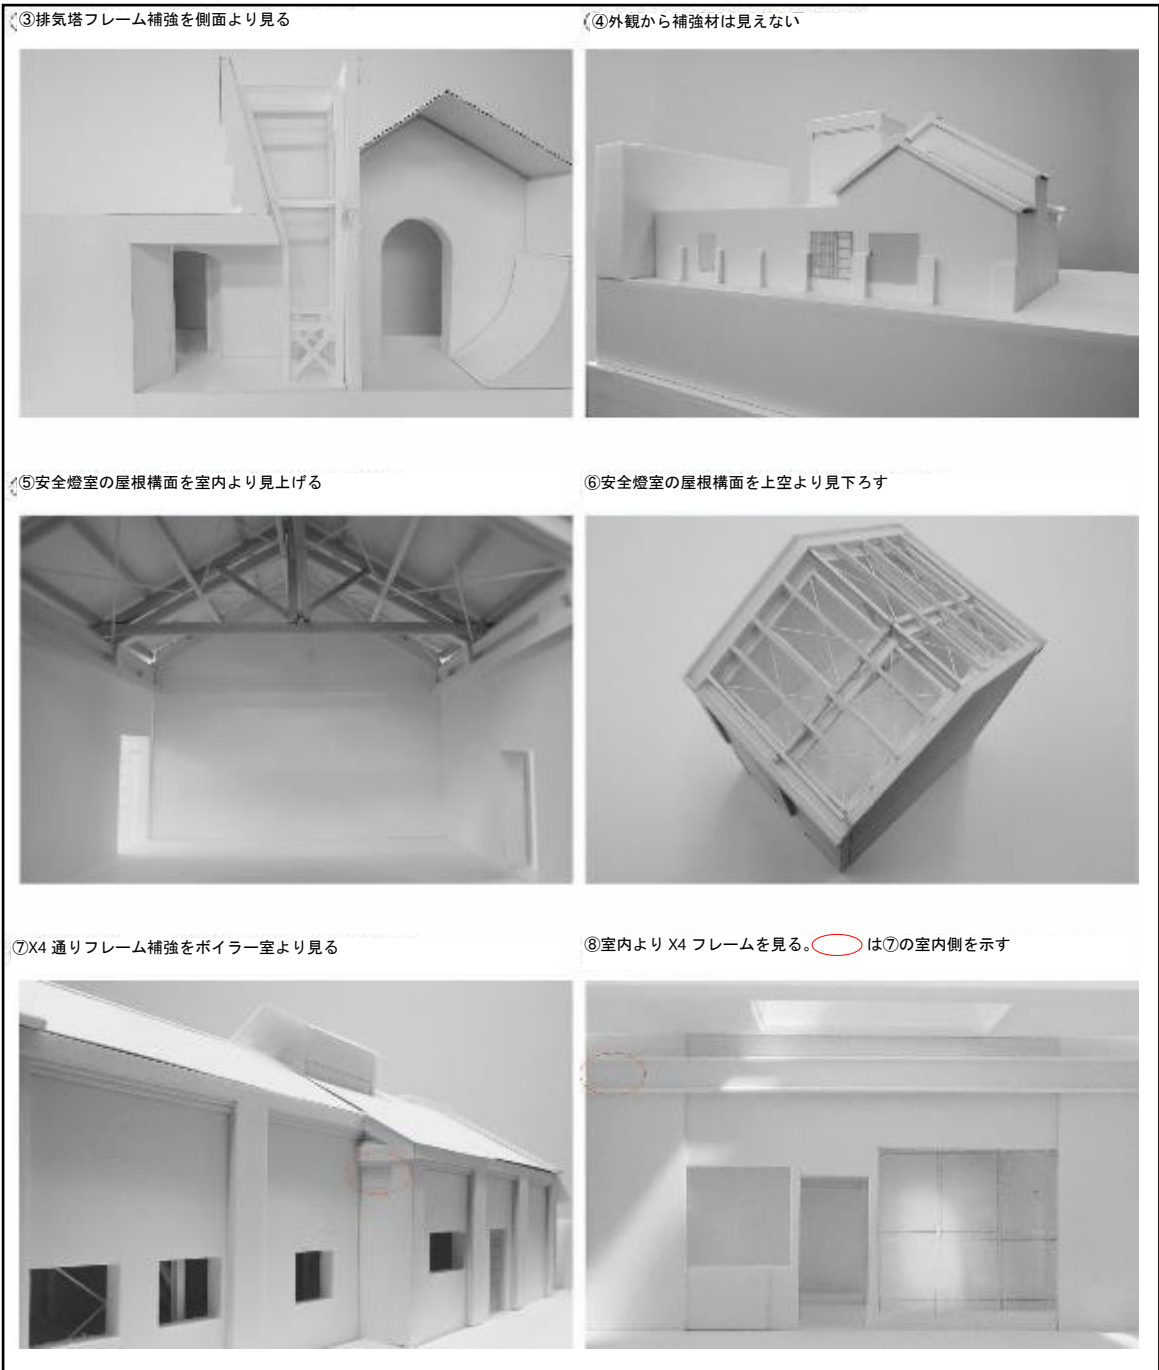 ③排気塔フレーム補強を側面より見る
④外観から補強材は見えない
⑤安全燈室の屋根構面を室内より見上げる
⑥安全燈室の屋根構面を上空より見下ろす
⑦X4 通りフレーム補強をボイラー室より見る
⑧室内より X4 フレームを見る。 は⑦の室内側を示す